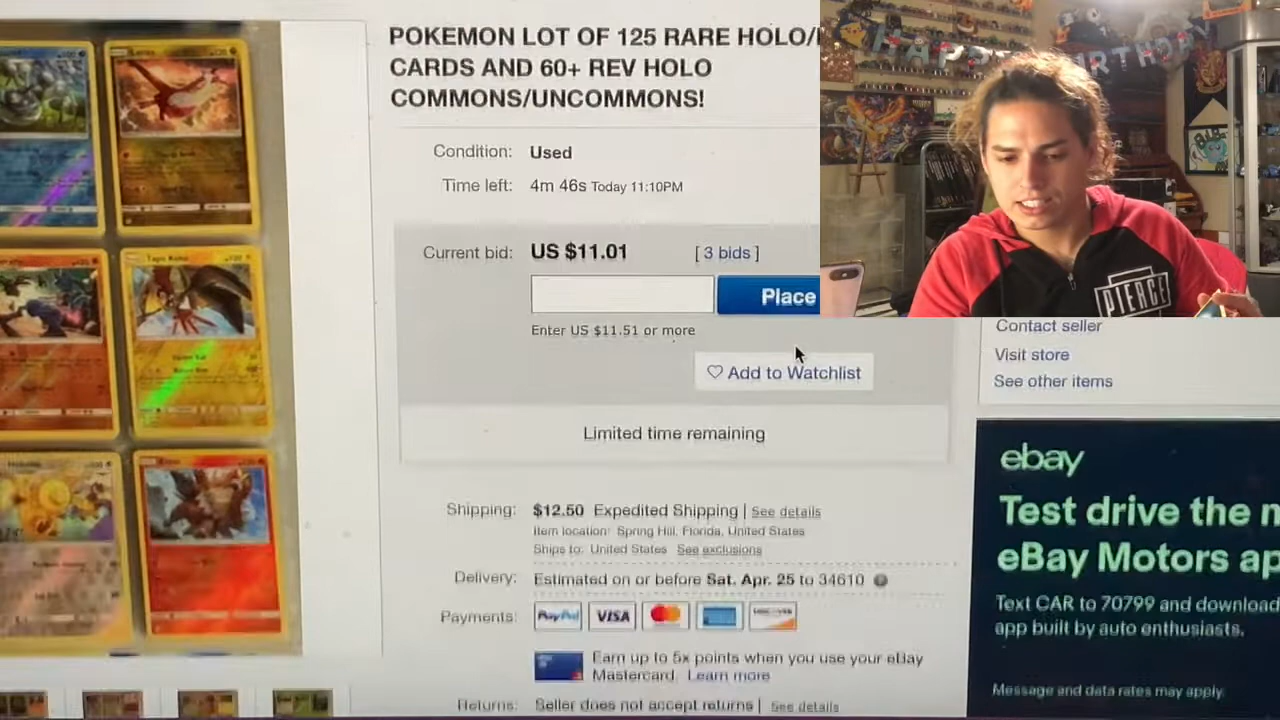 POKEMON LOT OF 125 RARE HOLO/
CARDS AND 60+ REV HOLO
COMMONS/UNCOMMONS!
Condition: Used
Time left: 4m 46s Today 11:10PM
Current bid: US $11.01 [ 3 bids ]
Place
Enter US $11.51 or more
Add to Watchlist
Limited time remaining
Shipping: $12.50 Expedited Shipping | See details
Item location: Spring Hill, Florida, United States
Ships to: United States See exclusions
Delivery: Estimated on or before Sat. Apr. 25 to 34610
Payments: PayPal VISA MasterCard DISCOVER
Earn up to 5x points when you use your eBay
Mastercard. Learn more
Returns: Seller does not accept returns | See details
HAPPY BIRTHDAY
PIERCE
Contact seller
Visit store
See other items
ebay
Test drive the n
eBay Motors ap
Text CAR to 70799 and download
app built by auto enthusiasts.
Message and data rates may apply.